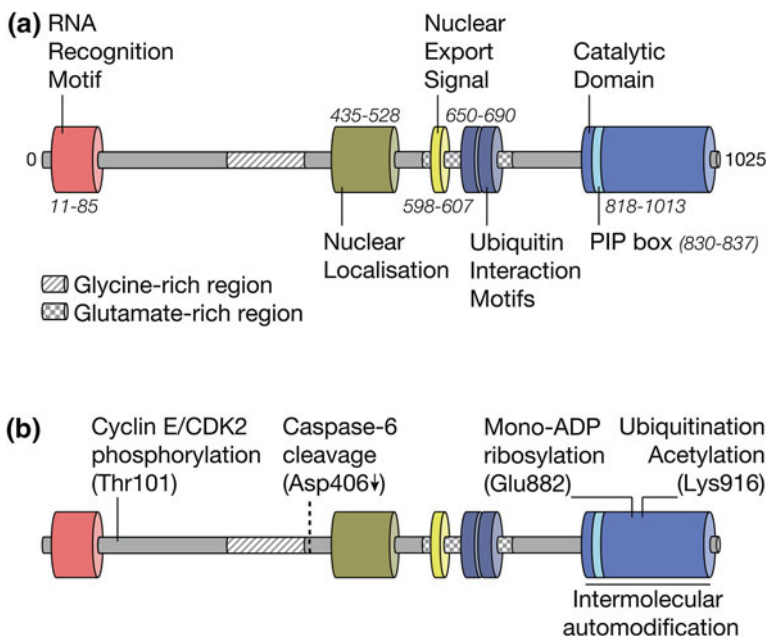 (a)
RNA
Recognition
Motif
Nuclear
Export
Signal
Catalytic
Domain
435-528
650-690
0
1025
11-85
598-607
818-1013
Nuclear
Localisation
Ubiquitin
Interaction
Motifs
PIP box (830-837)
Glycine-rich region
Glutamate-rich region
(b)
Cyclin E/CDK2
phosphorylation
(Thr101)
Caspase-6
cleavage
(Asp406↓)
Mono-ADP
ribosylation
(Glu882)
Ubiquitination
Acetylation
(Lys916)
Intermolecular
automodification